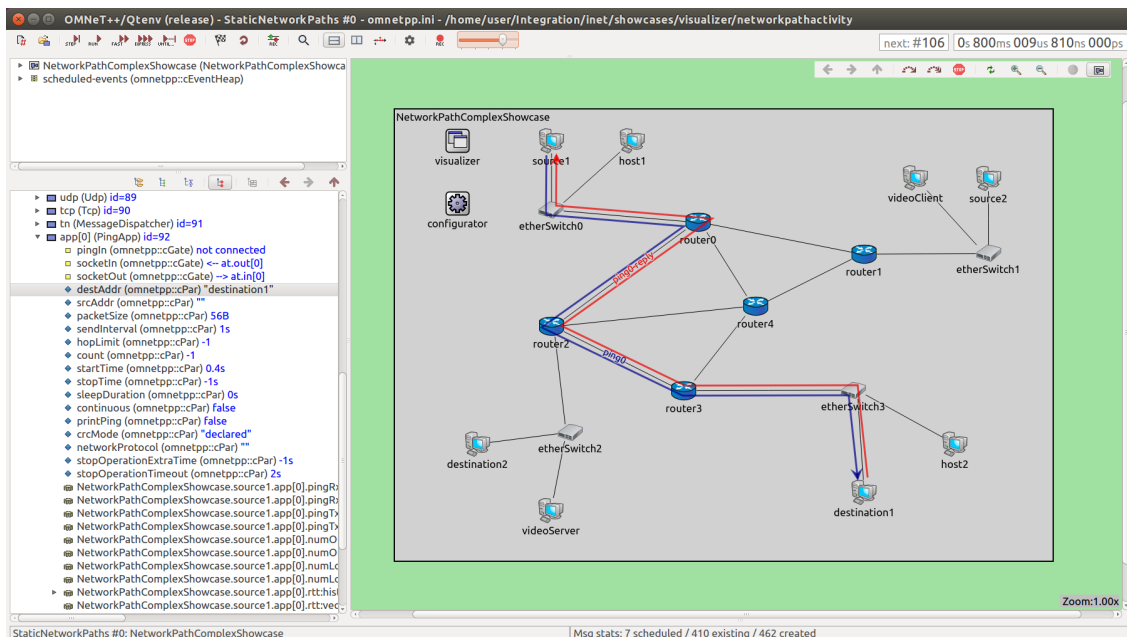 OMNeT++/Qtenv (release) - StaticNetworkPaths #0 - omnetpp.ini - /home/user/Integration/inet/showcases/visualizer/networkpathactivity
STEP RUN FAST EXPRESS UNTIL... STOP REC REC
next: #106 0s 800ms 009us 810ns 000ps
NetworkPathComplexShowcase (NetworkPathComplexShowca
scheduled-events (omnetpp::cEventHeap)
udp (Udp) id=89
tcp (Tcp) id=90
tn (MessageDispatcher) id=91
app[0] (PingApp) id=92
pingIn (omnetpp::cGate) not connected
socketIn (omnetpp::cGate) <-- at.out[0]
socketOut (omnetpp::cGate) --> at.in[0]
destAddr (omnetpp::cPar) "destination1"
srcAddr (omnetpp::cPar) ""
packetSize (omnetpp::cPar) 56B
sendInterval (omnetpp::cPar) 1s
hopLimit (omnetpp::cPar) -1
count (omnetpp::cPar) -1
startTime (omnetpp::cPar) 0.4s
stopTime (omnetpp::cPar) -1s
sleepDuration (omnetpp::cPar) 0s
continuous (omnetpp::cPar) false
printPing (omnetpp::cPar) false
crcMode (omnetpp::cPar) "declared"
networkProtocol (omnetpp::cPar) ""
stopOperationExtraTime (omnetpp::cPar) -1s
stopOperationTimeout (omnetpp::cPar) 2s
NetworkPathComplexShowcase.source1.app[0].pingRx
NetworkPathComplexShowcase.source1.app[0].pingRx
NetworkPathComplexShowcase.source1.app[0].pingTx
NetworkPathComplexShowcase.source1.app[0].pingTx
NetworkPathComplexShowcase.source1.app[0].numO
NetworkPathComplexShowcase.source1.app[0].numO
NetworkPathComplexShowcase.source1.app[0].numLo
NetworkPathComplexShowcase.source1.app[0].numLo
NetworkPathComplexShowcase.source1.app[0].rtt:his
NetworkPathComplexShowcase.source1.app[0].rtt:vec
STOP
NetworkPathComplexShowcase
visualizer
source1
host1
videoClient
source2
configurator
etherSwitch0
router0
router1
etherSwitch1
ping0-reply
router4
router2
ping0
router3
etherSwitch3
destination2
etherSwitch2
host2
videoServer
destination1
Zoom:1.00x
StaticNetworkPaths #0: NetworkPathComplexShowcase
Msg stats: 7 scheduled / 410 existing / 462 created